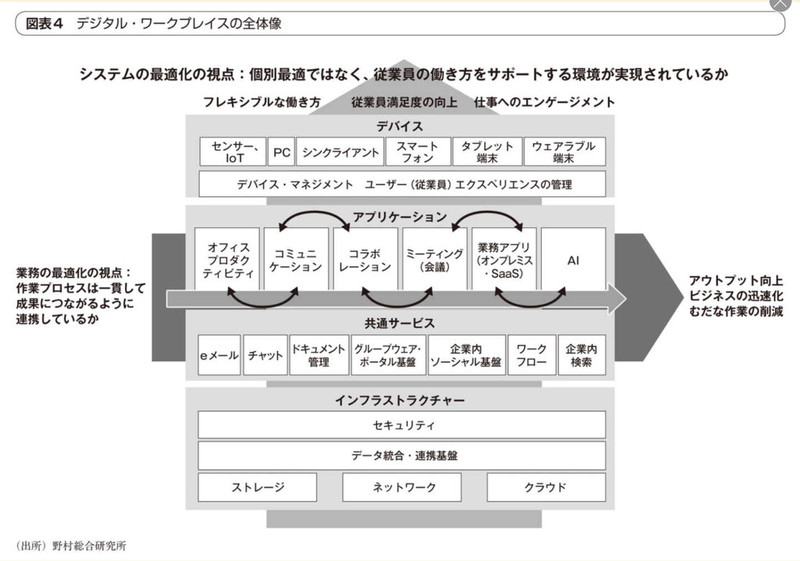 図表4 デジタル・ワークプレイスの全体像
システムの最適化の視点：個別最適ではなく、従業員の働き方をサポートする環境が実現されているか
フレキシブルな働き方 従業員満足度の向上 仕事へのエンゲージメント
デバイス
センサー、
IoT
PC
シンクライアント
スマート
フォン
タブレット
端末
ウェアラブル
端末
デバイス・マネジメント ユーザー（従業員）エクスペリエンスの管理
業務の最適化の視点：
作業プロセスは一貫して
成果につながるように
連携しているか
アプリケーション
オフィス
プロダク
ティビティ
コミュニ
ケーション
コラボ
レーション
ミーティング
（会議）
業務アプリ
（オンプレミス
・SaaS）
AI
アウトプット向上
ビジネスの迅速化
むだな作業の削減
共通サービス
eメール
チャット
ドキュメント
管理
グループウェア・
ポータル基盤
企業内
ソーシャル基盤
ワーク
フロー
企業内
検索
インフラストラクチャー
セキュリティ
データ統合・連携基盤
ストレージ
ネットワーク
クラウド
（出所）野村総合研究所